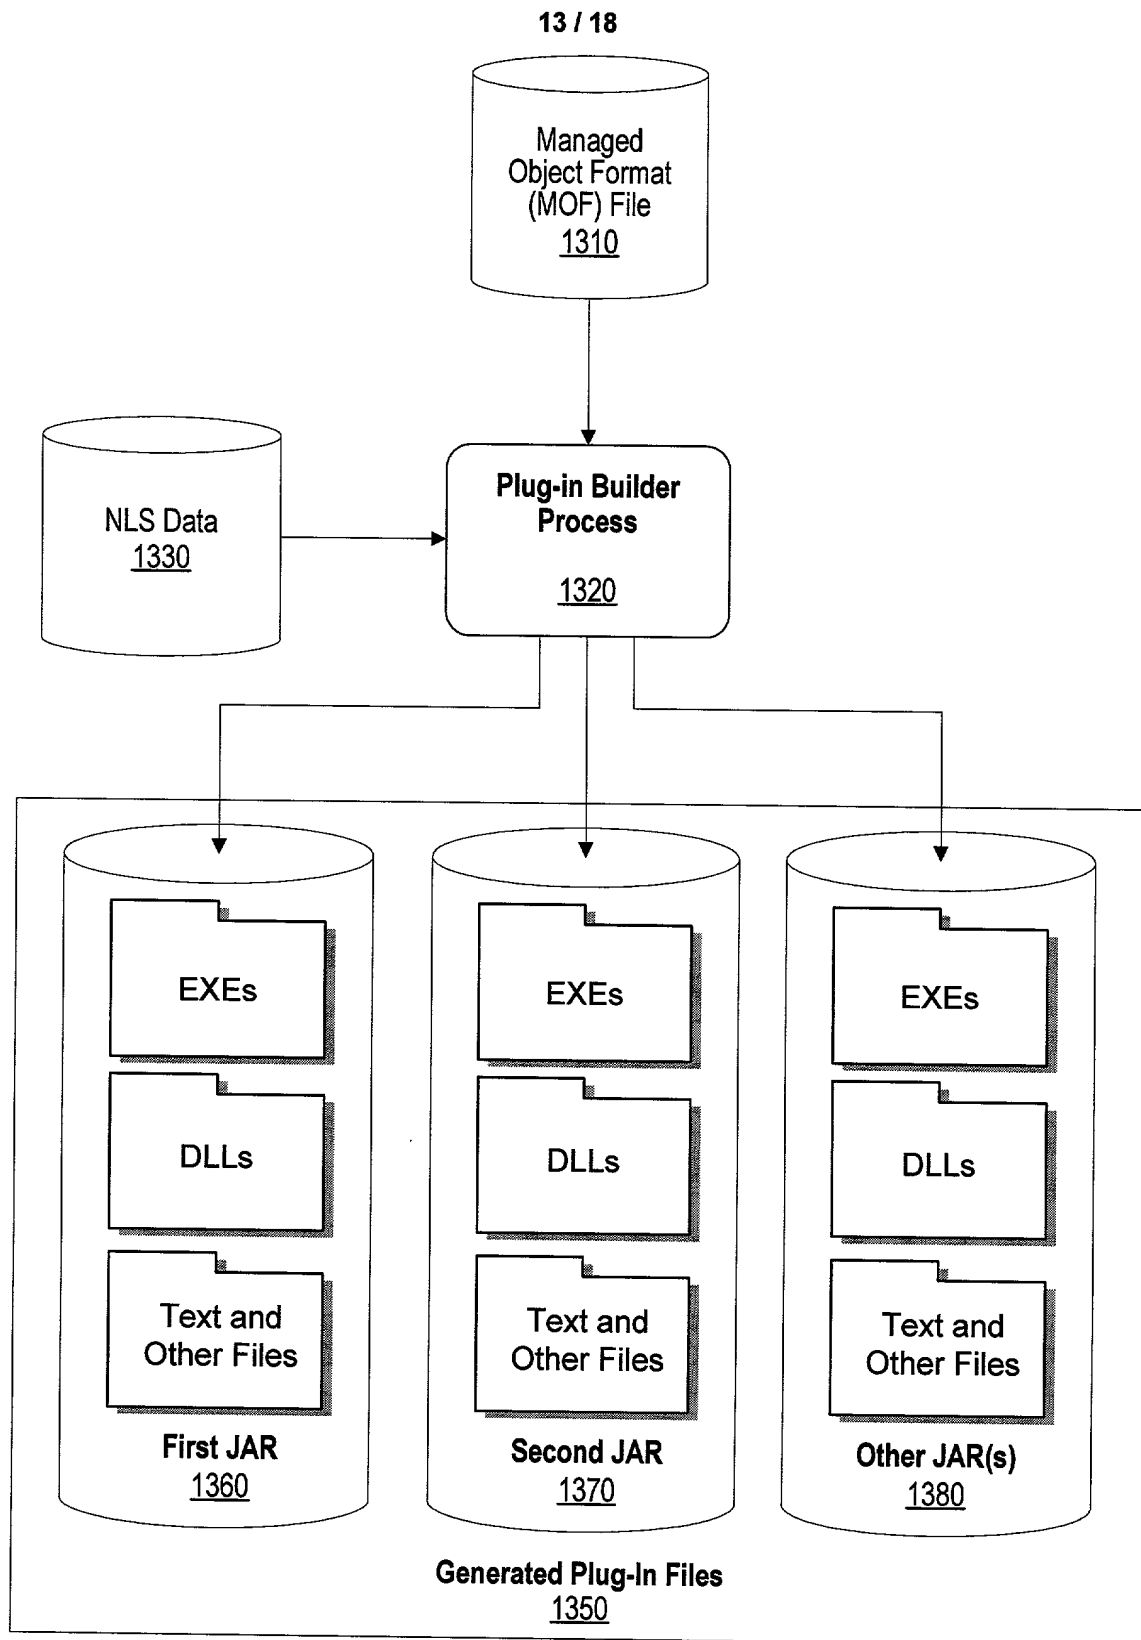 13 / 18
Managed
Object Format
(MOF) File
1310
NLS Data
1330
Plug-in Builder
Process
1320
EXEs
DLLs
Text and
Other Files
First JAR
1360
EXEs
DLLs
Text and
Other Files
Second JAR
1370
EXEs
DLLs
Text and
Other Files
Other JAR(s)
1380
Generated Plug-In Files
1350